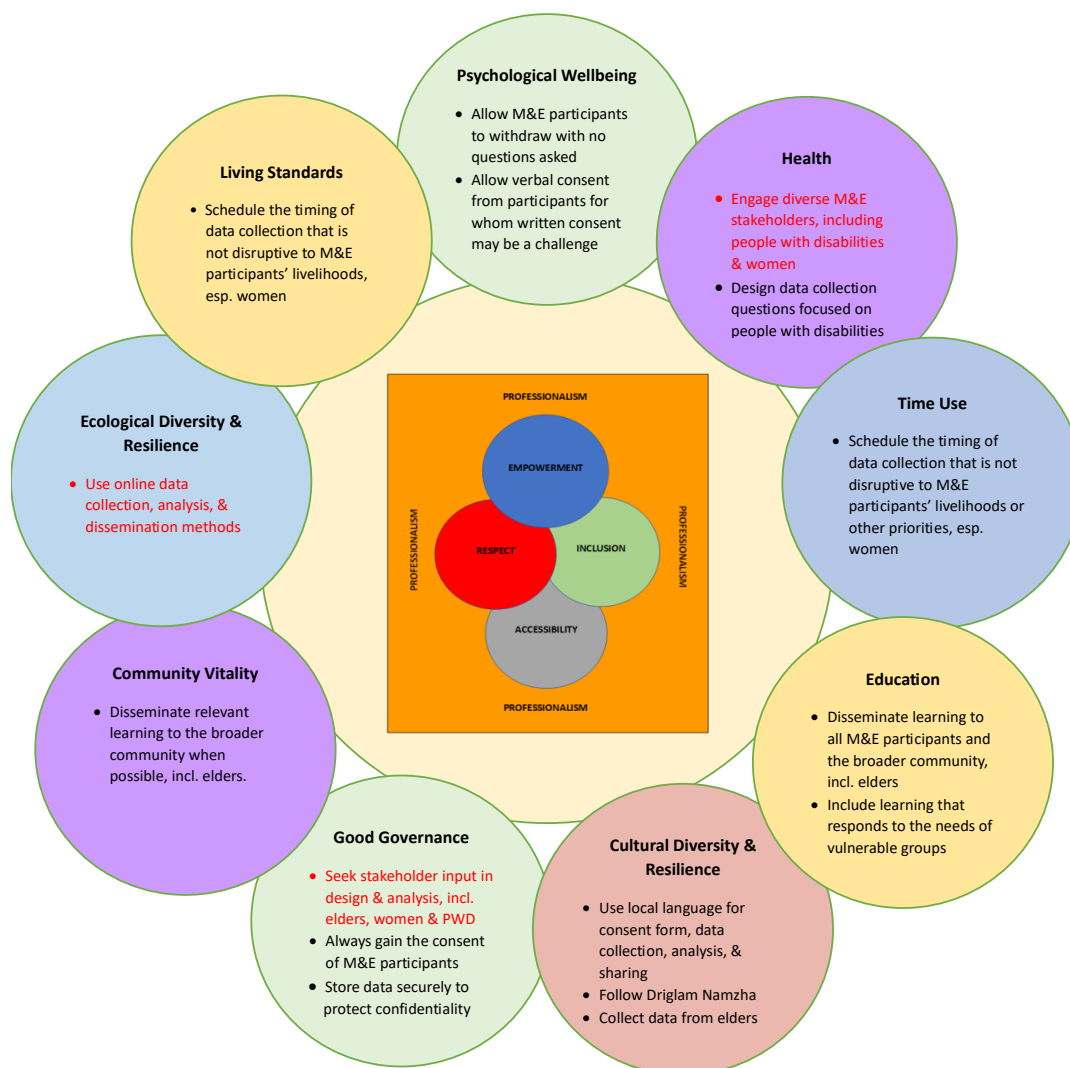 Psychological Wellbeing
• Allow M&E participants
to withdraw with no
questions asked
• Allow verbal consent
from participants for
whom written consent
may be a challenge
Health
• Engage diverse M&E
stakeholders, including
people with disabilities
& women
• Design data collection
questions focused on
people with disabilities
Time Use
• Schedule the timing of
data collection that is not
disruptive to M&E
participants’ livelihoods or
other priorities, esp.
women
Education
• Disseminate learning to
all M&E participants and
the broader community,
incl. elders
• Include learning that
responds to the needs of
vulnerable groups
Cultural Diversity &
Resilience
• Use local language for
consent form, data
collection, analysis, &
sharing
• Follow Driglam Namzha
• Collect data from elders
Good Governance
• Seek stakeholder input in
design & analysis, incl.
elders, women & PWD
• Always gain the consent
of M&E participants
• Store data securely to
protect confidentiality
Community Vitality
• Disseminate relevant
learning to the broader
community when
possible, incl. elders.
Ecological Diversity &
Resilience
• Use online data
collection, analysis, &
dissemination methods
Living Standards
• Schedule the timing of
data collection that is
not disruptive to M&E
participants’ livelihoods,
esp. women
PROFESSIONALISM
EMPOWERMENT
PROFESSIONALISM
RESPECT
INCLUSION
PROFESSIONALISM
ACCESSIBILITY
PROFESSIONALISM